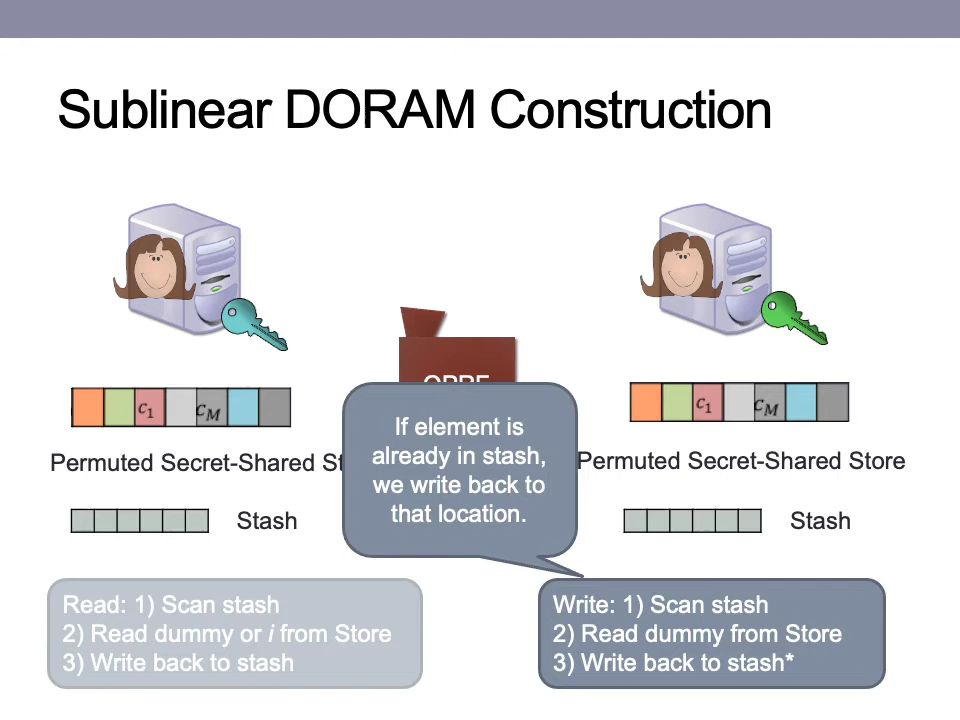 Sublinear DORAM Construction
c1
cM
c1
cM
If element is
already in stash,
we write back to
that location.
Permuted Secret-Shared St
Permuted Secret-Shared Store
Stash
Stash
Read: 1) Scan stash
2) Read dummy or i from Store
3) Write back to stash
Write: 1) Scan stash
2) Read dummy from Store
3) Write back to stash*